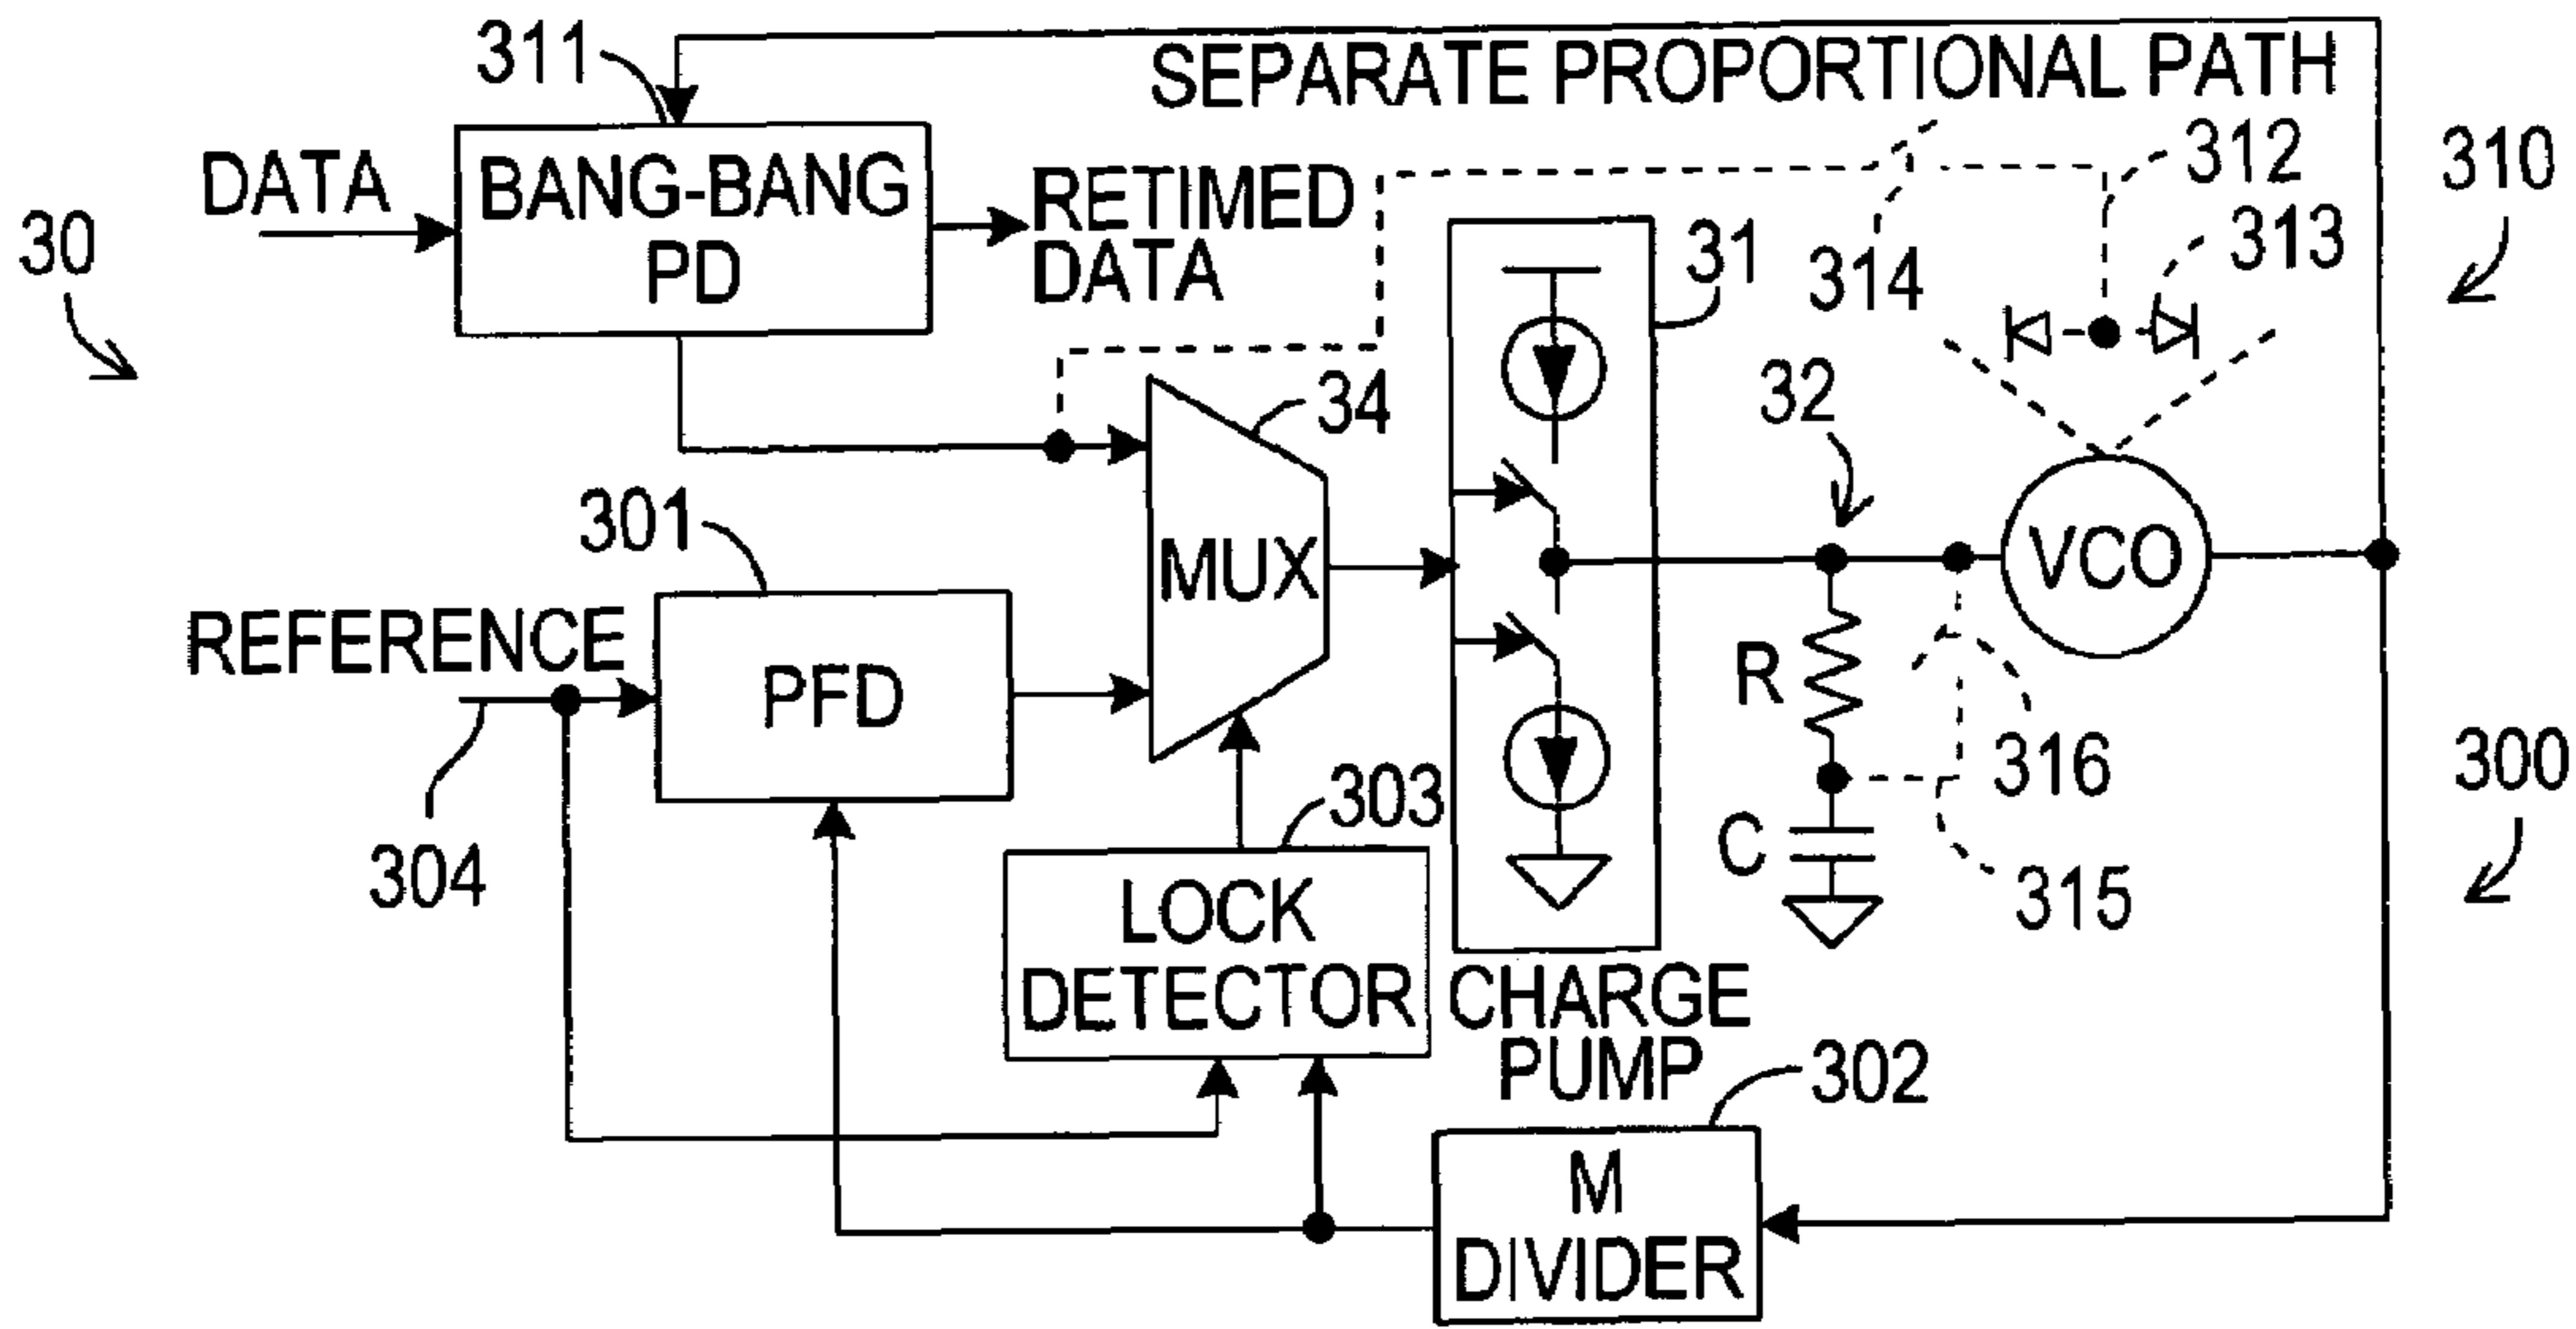 311
SEPARATE PROPORTIONAL PATH
DATA
BANG-BANG
PD
RETIMED
DATA
30
312
310
313
314
31
34
32
301
MUX
VCO
REFERENCE
PFD
R
316
300
304
303
C
315
LOCK
DETECTOR
CHARGE
PUMP
302
M
DIVIDER